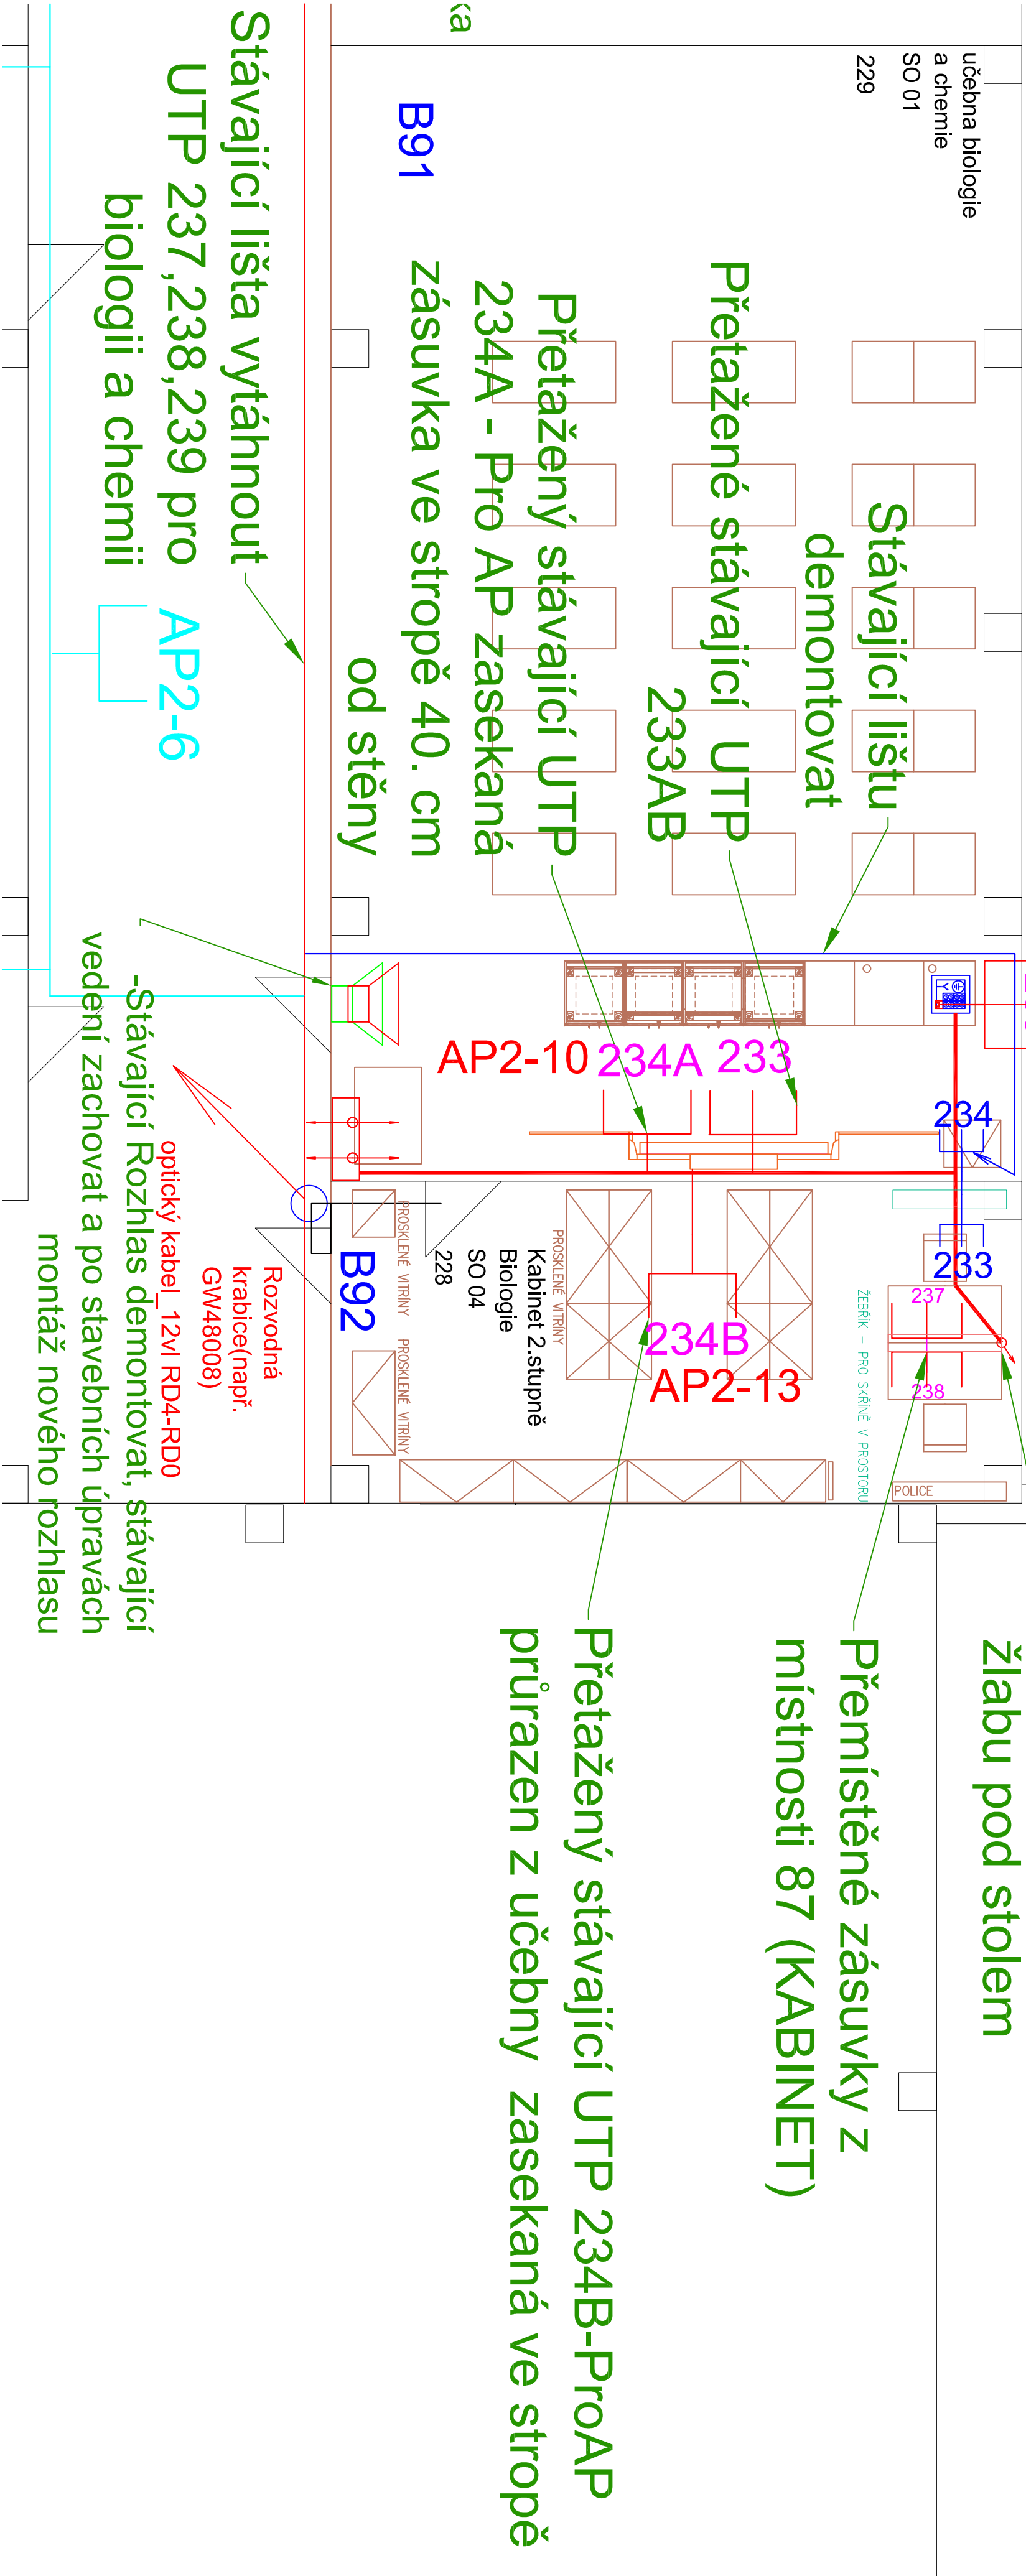 učebna biologie
a chemie
SO 01
229
ka
B91
Stávající lišta vytáhnout
UTP 237,238,239 pro
biologii a chemii
Stávající lištu
demontovat
Přetažené stávající UTP
233AB
Přetažený stávající UTP
234A - Pro AP zasekaná
zásuvka ve stropě 40. cm
od stěny
AP2-6
AP2-10
234A
233
234
233
237
238
234B
AP2-13
B92
Kabinet 2.stupně
Biologie
SO 04
228
PROSKLENÉ VITRÍNY
PROSKLENÉ VITRÍNY
PROSKLENÉ VITRÍNY
ŽEBŘÍK - PRO SKŘÍNĚ V PROSTORU
POLICE
Rozvodná
krabice(např.
GW48008)
optický kabel_12vl RD4-RD0
-Stávající Rozhlas demontovat, stávající
vedení zachovat a po stavebních úpravách
montáž nového rozhlasu
žlabu pod stolem
Přemístěné zásuvky z
místnosti 87 (KABINET)
Přetažený stávající UTP 234B-ProAP
průrazen z učebny zasekaná ve stropě